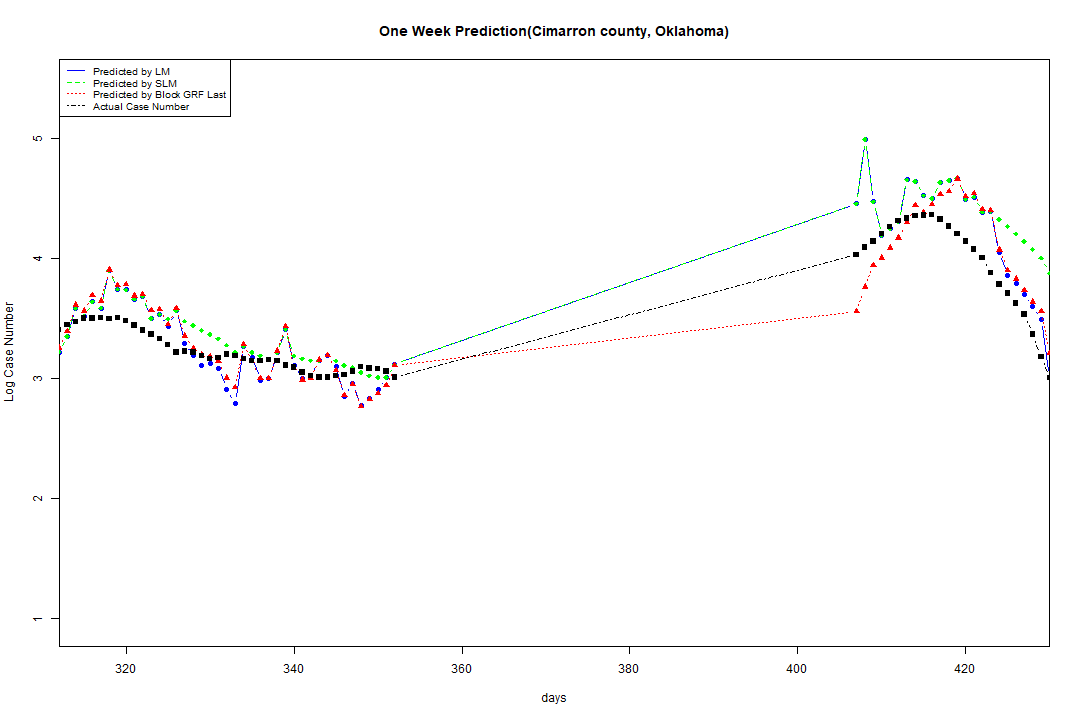 One Week Prediction(Cimarron county, Oklahoma)
Predicted by LM
Predicted by SLM
Predicted by Block GRF Last
Actual Case Number
5
4
3
2
1
Log Case Number
320 340 360 380 400 420
days